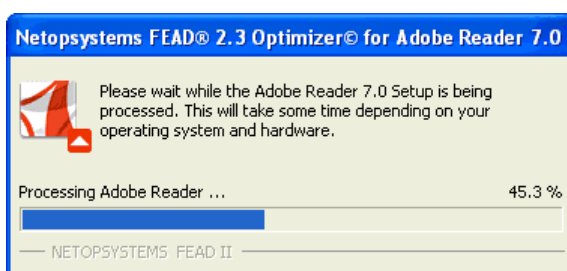 Netopsystems FEAD® 2.3 Optimizer© for Adobe Reader 7.0
Please wait while the Adobe Reader 7.0 Setup is being
processed. This will take some time depending on your
operating system and hardware.
Processing Adobe Reader ... 45.3 %
NETOPSYSTEMS FEAD II